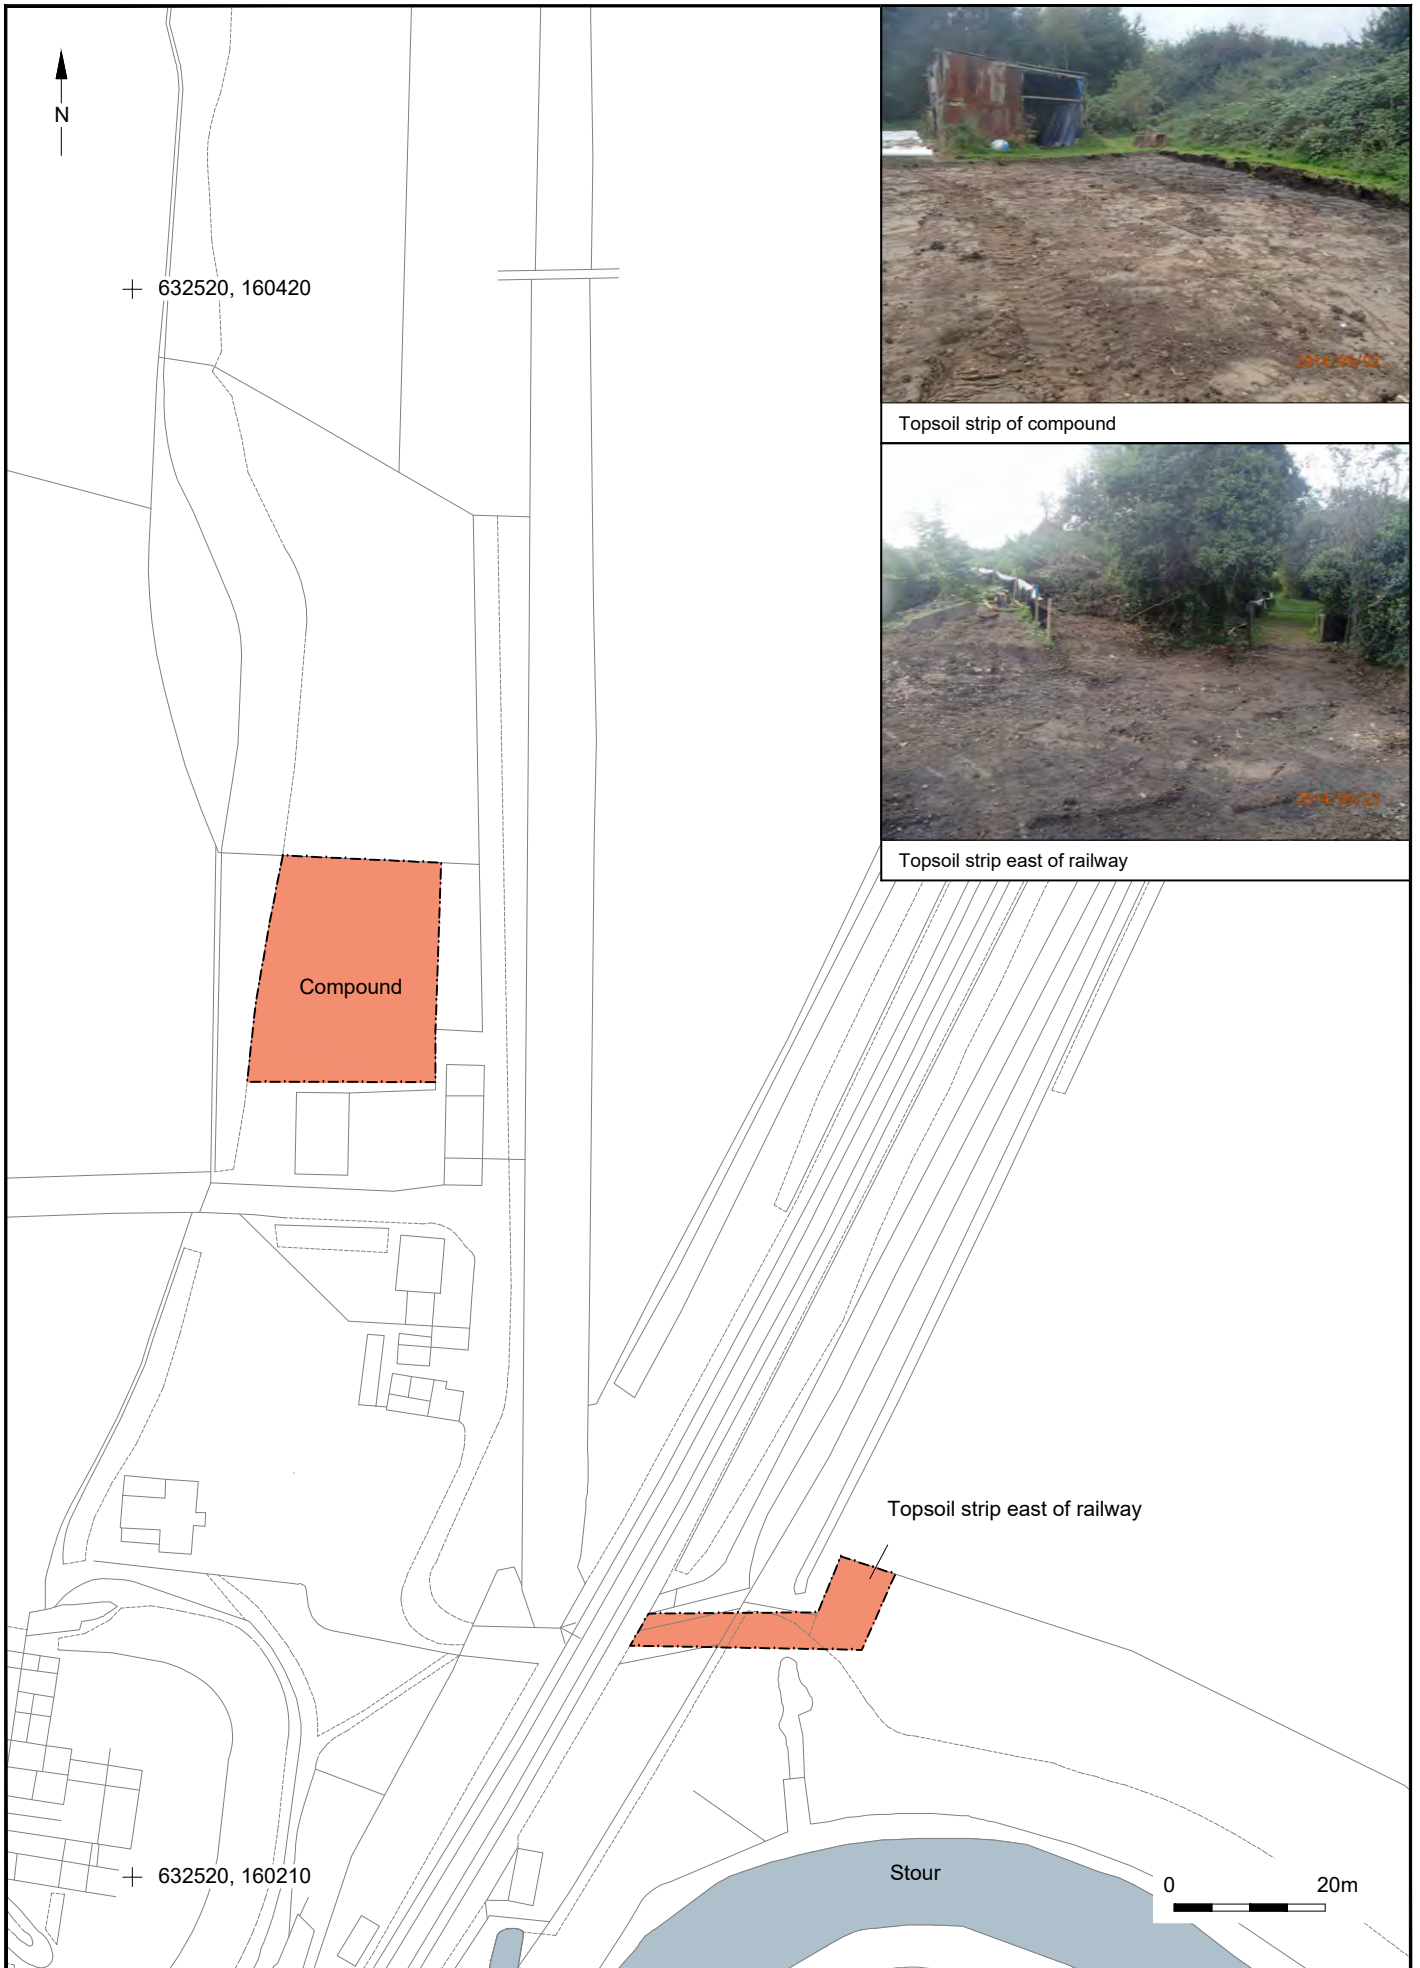 N
632520, 160420
Topsoil strip of compound
Topsoil strip east of railway
Compound
Topsoil strip east of railway
632520, 160210
Stour
0 20m